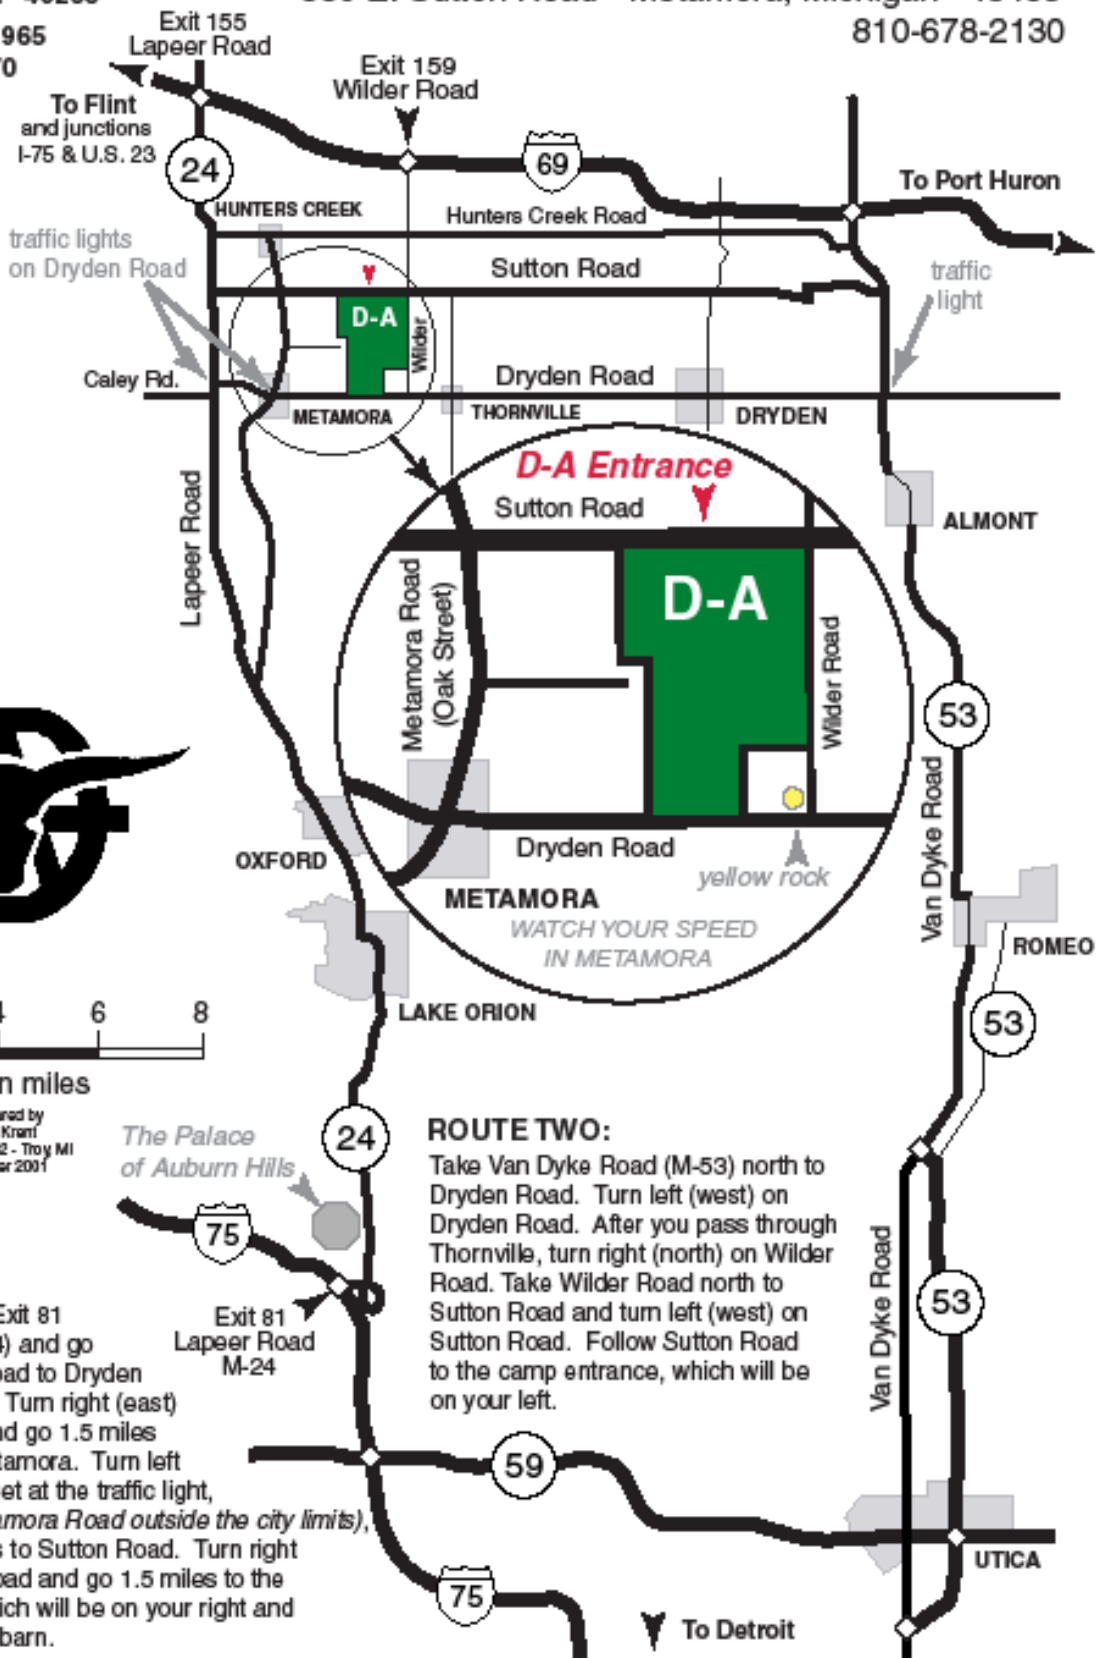 Metamora, Michigan
965
810-678-2130
Exit 155
Lapeer Road
Exit 159
Wilder Road
To Flint
and junctions
I-75 & U.S. 23
24
69
To Port Huron
HUNTERS CREEK
Hunters Creek Road
traffic lights
on Dryden Road
Sutton Road
traffic
light
D-A
Wilder
Caley Rd.
Dryden Road
METAMORA
THORNVILLE
DRYDEN
D-A Entrance
Sutton Road
ALMONT
Lapeer Road
Metamora Road
(Oak Street)
D-A
Wilder Road
53
Van Dyke Road
OXFORD
Dryden Road
yellow rock
METAMORA
WATCH YOUR SPEED
IN METAMORA
ROMEO
LAKE ORION
53
6 8
miles
Krent
- Troy, MI
2001
The Palace
of Auburn Hills
24
75
Exit 81
Lapeer Road
M-24
ROUTE TWO:
Take Van Dyke Road (M-53) north to
Dryden Road. Turn left (west) on
Dryden Road. After you pass through
Thornville, turn right (north) on Wilder
Road. Take Wilder Road north to
Sutton Road and turn left (west) on
Sutton Road. Follow Sutton Road
to the camp entrance, which will be
on your left.
Van Dyke Road
53
Exit 81
) and go
oad to Dryden
Turn right (east)
nd go 1.5 miles
tamora. Turn left
et at the traffic light,
amora Road outside the city limits),
s to Sutton Road. Turn right
oad and go 1.5 miles to the
ich will be on your right and
barn.
59
UTICA
75
To Detroit